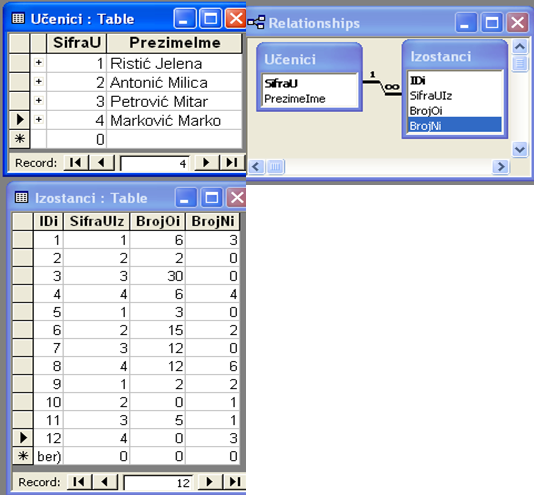 Učenici : Table
SifraU PrezimeIme
1 Ristić Jelena
2 Antonić Milica
3 Petrović Mitar
4 Marković Marko
0
Record: 4
Relationships
Učenici
SifraU
PrezimeIme
1 ∞
Izostanci
IDi
SifraUIz
BrojOi
BrojNi
Izostanci : Table
IDi SifraUIz BrojOi BrojNi
1 1 6 3
2 2 2 0
3 3 30 0
4 4 6 4
5 1 3 0
6 2 15 2
7 3 12 0
8 4 12 6
9 1 2 2
10 2 0 1
11 3 5 1
12 4 0 3
ber) 0 0 0
Record: 12